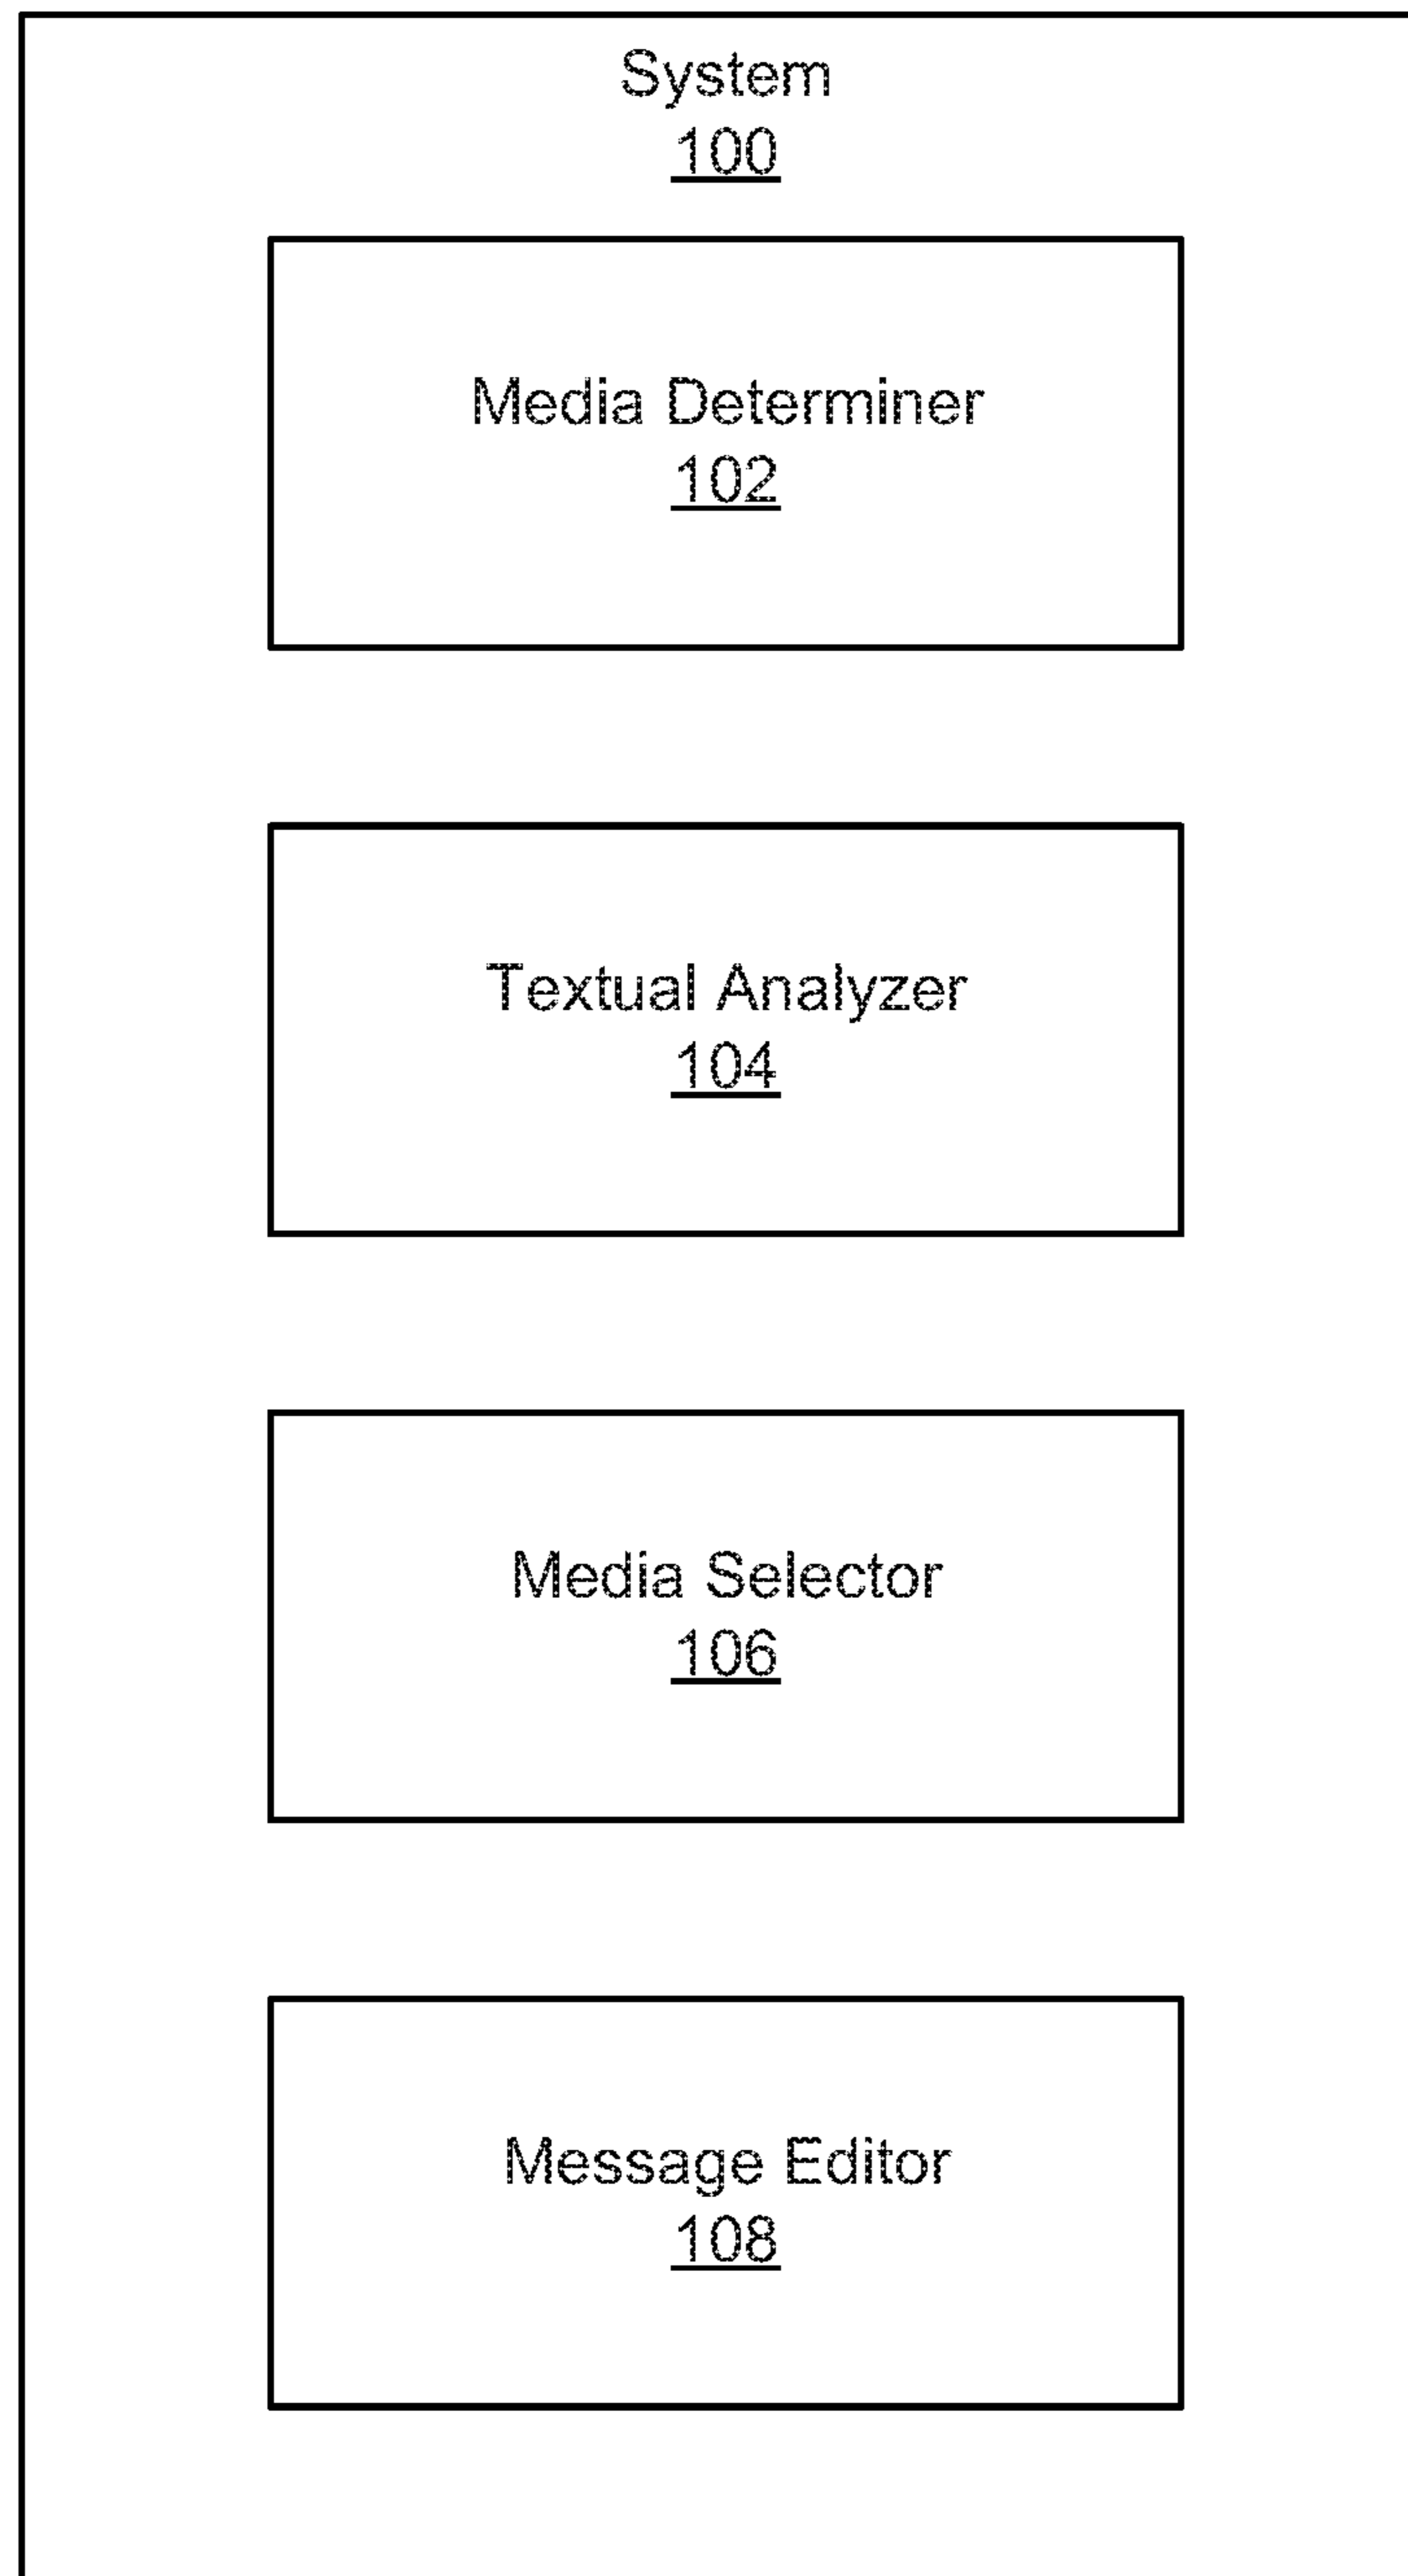 System
100
Media Determiner
102
Textual Analyzer
104
Media Selector
106
Message Editor
108